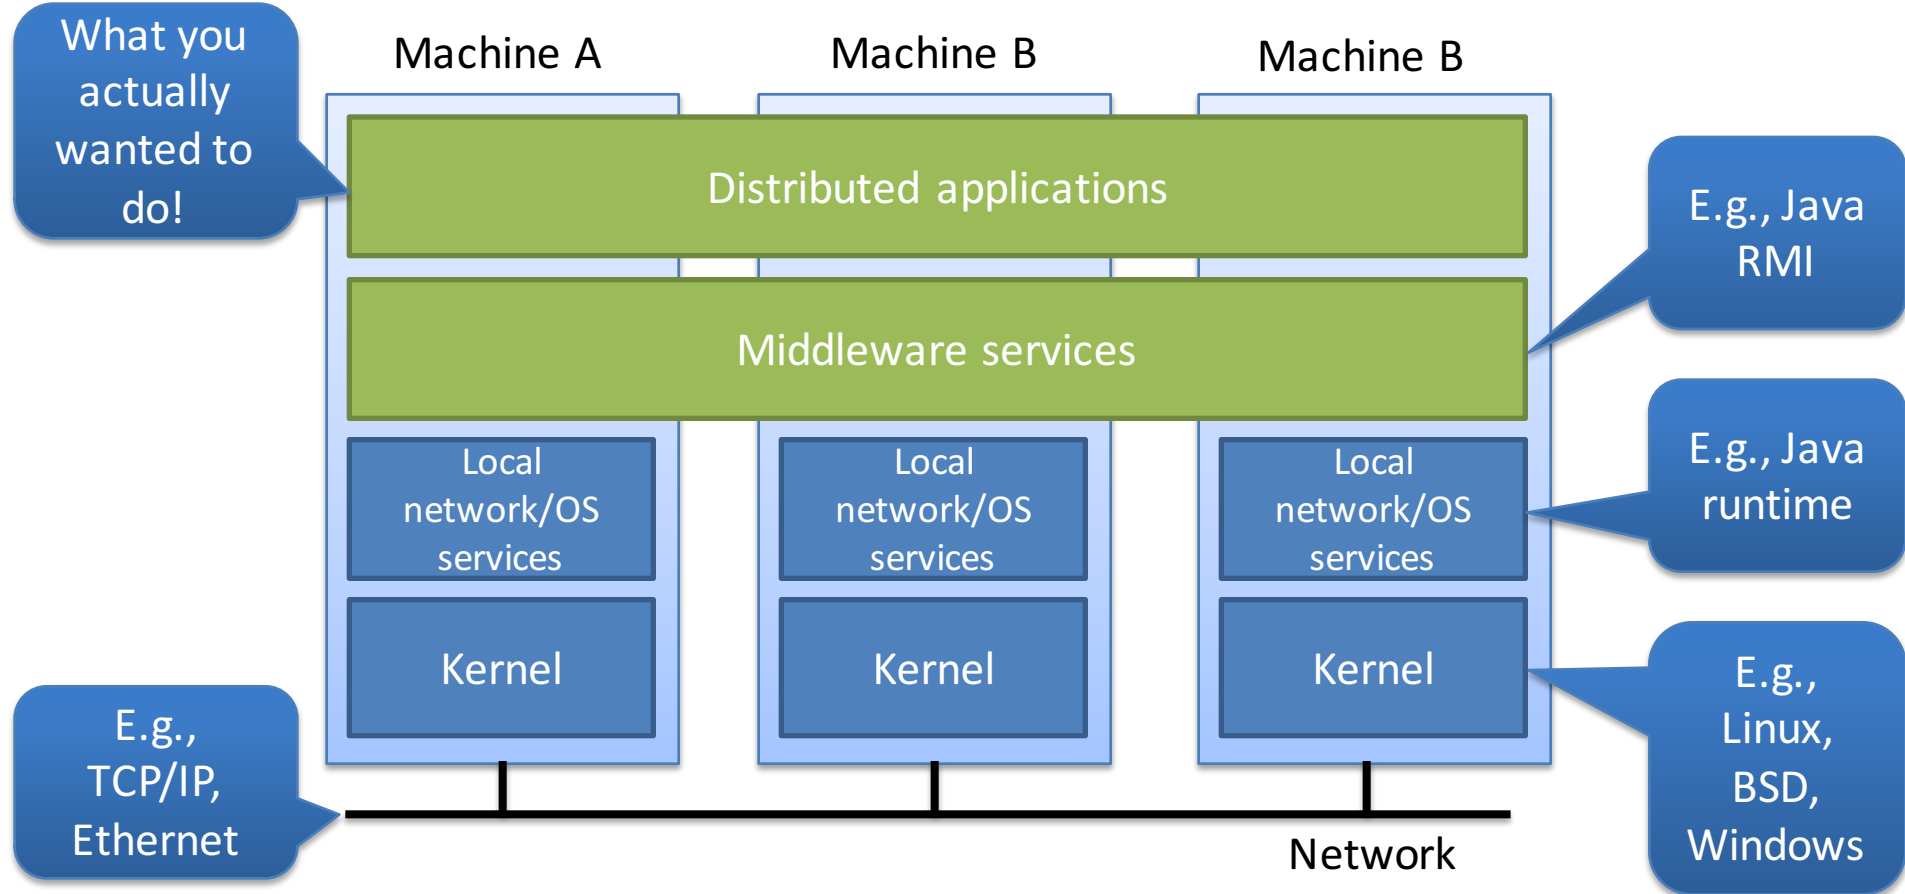 What you
actually
wanted to
do!
Machine A
Machine B
Machine B
Distributed applications
E.g., Java
RMI
Middleware services
E.g., Java
runtime
Local
network/OS
services
Local
network/OS
services
Local
network/OS
services
Kernel
Kernel
Kernel
E.g.,
Linux,
BSD,
Windows
E.g.,
TCP/IP,
Ethernet
Network